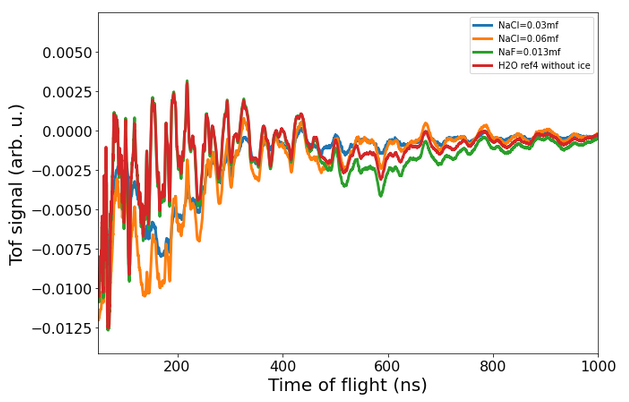 NaCl=0.03mf
NaCl=0.06mf
NaF=0.013mf
H2O ref4 without ice
0.0050
0.0025
0.0000
−0.0025
−0.0050
−0.0075
−0.0100
−0.0125
Tof signal (arb. u.)
200 400 600 800 1000
Time of flight (ns)